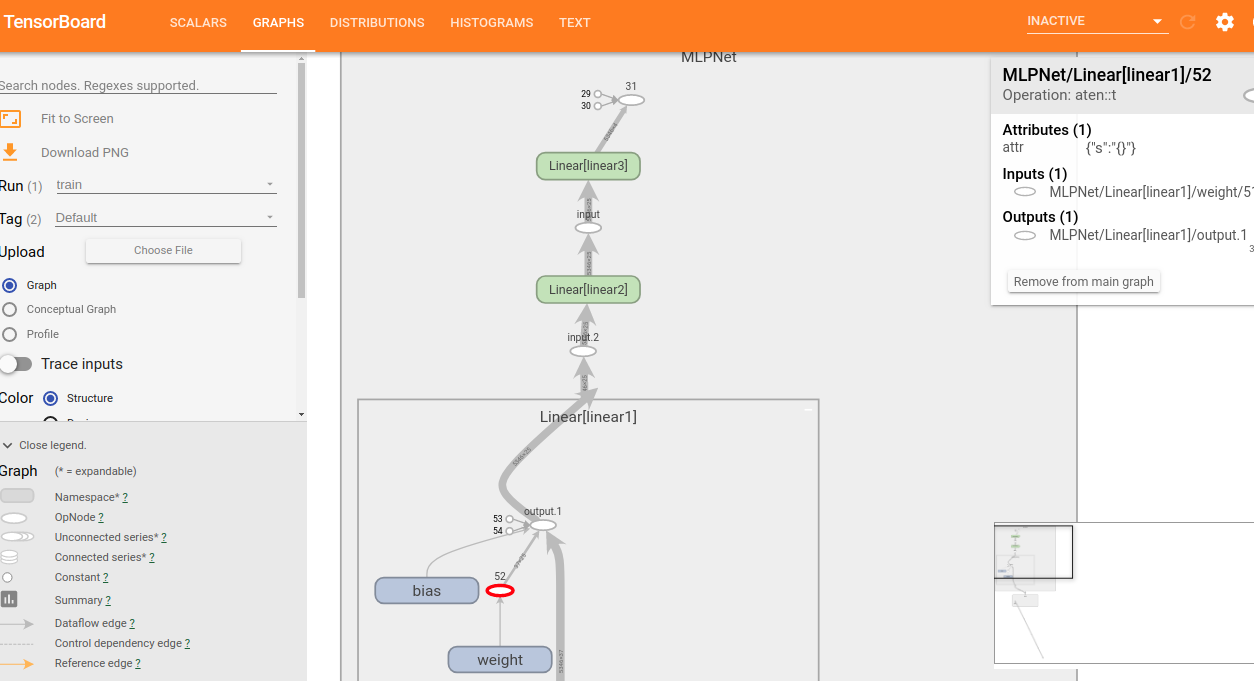 TensorBoard
SCALARS
GRAPHS
DISTRIBUTIONS
HISTOGRAMS
TEXT
INACTIVE
Search nodes. Regexes supported.
Fit to Screen
Download PNG
Run (1) train
Tag (2) Default
Upload
Choose File
Graph
Conceptual Graph
Profile
Trace inputs
Color Structure
Close legend.
Graph (* = expandable)
Namespace* ?
OpNode ?
Unconnected series* ?
Connected series* ?
Constant ?
Summary ?
Dataflow edge ?
Control dependency edge ?
Reference edge ?
MLPNet
31
29
30
Linear[linear3]
input
Linear[linear2]
input.2
Linear[linear1]
output.1
53
54
52
bias
weight
MLPNet/Linear[linear1]/52
Operation: aten::t
Attributes (1)
attr {"s":"{}"}
Inputs (1)
MLPNet/Linear[linear1]/weight/51
Outputs (1)
MLPNet/Linear[linear1]/output.1
Remove from main graph